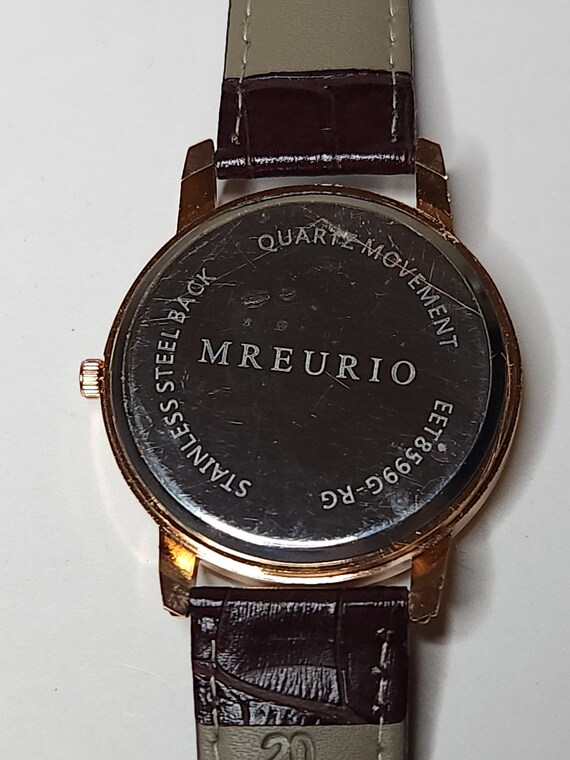 QUARTZ MOVEMENT
EET8599G-RG
STAINLESS STEEL BACK
MREURIO
20